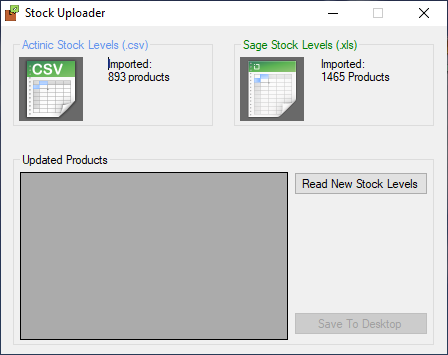 Stock Uploader
Actinic Stock Levels (.csv)
CSV
Imported:
893 products
Sage Stock Levels (.xls)
Imported:
1465 Products
Updated Products
Read New Stock Levels
Save To Desktop